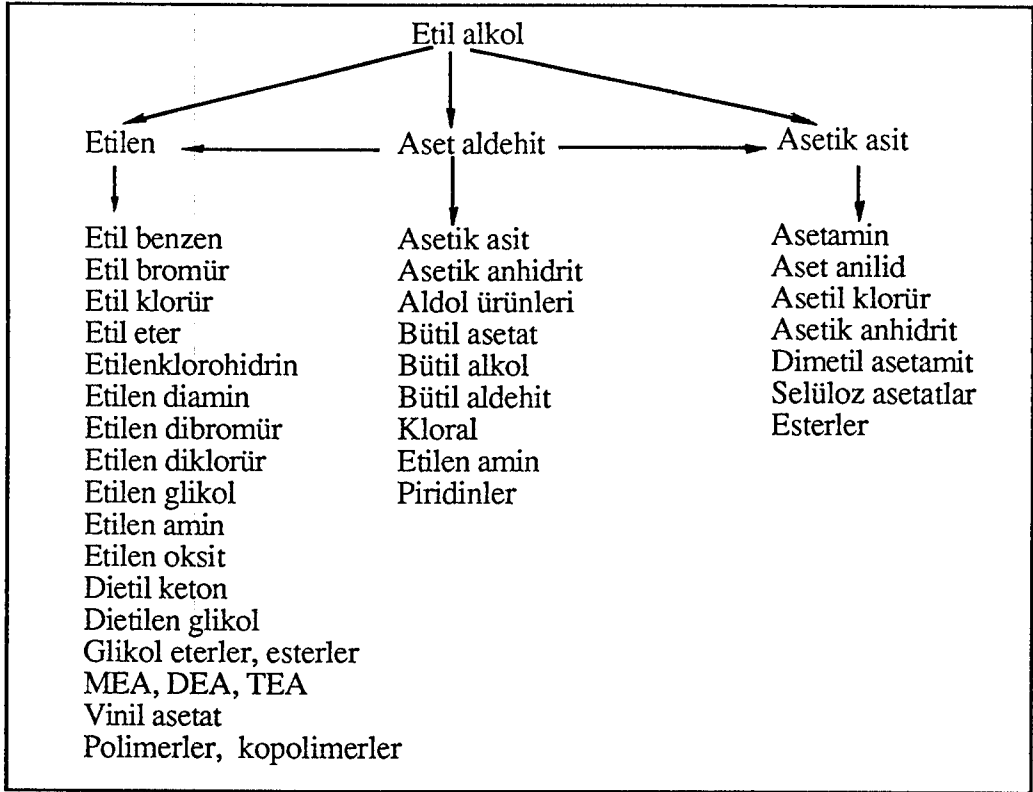 Etil alkol
Etilen
Aset aldehit
Asetik asit
Etil benzen
Etil bromür
Etil klorür
Etil eter
Etilenklorohidrin
Etilen diamin
Etilen dibromür
Etilen diklorür
Etilen glikol
Etilen amin
Etilen oksit
Dietil keton
Dietilen glikol
Glikol eterler, esterler
MEA, DEA, TEA
Vinil asetat
Polimerler, kopolimerler
Asetik asit
Asetik anhidrit
Aldol ürünleri
Bütil asetat
Bütil alkol
Bütil aldehit
Kloral
Etilen amin
Piridinler
Asetamin
Aset anilid
Asetil klorür
Asetik anhidrit
Dimetil asetamit
Selüloz asetatlar
Esterler